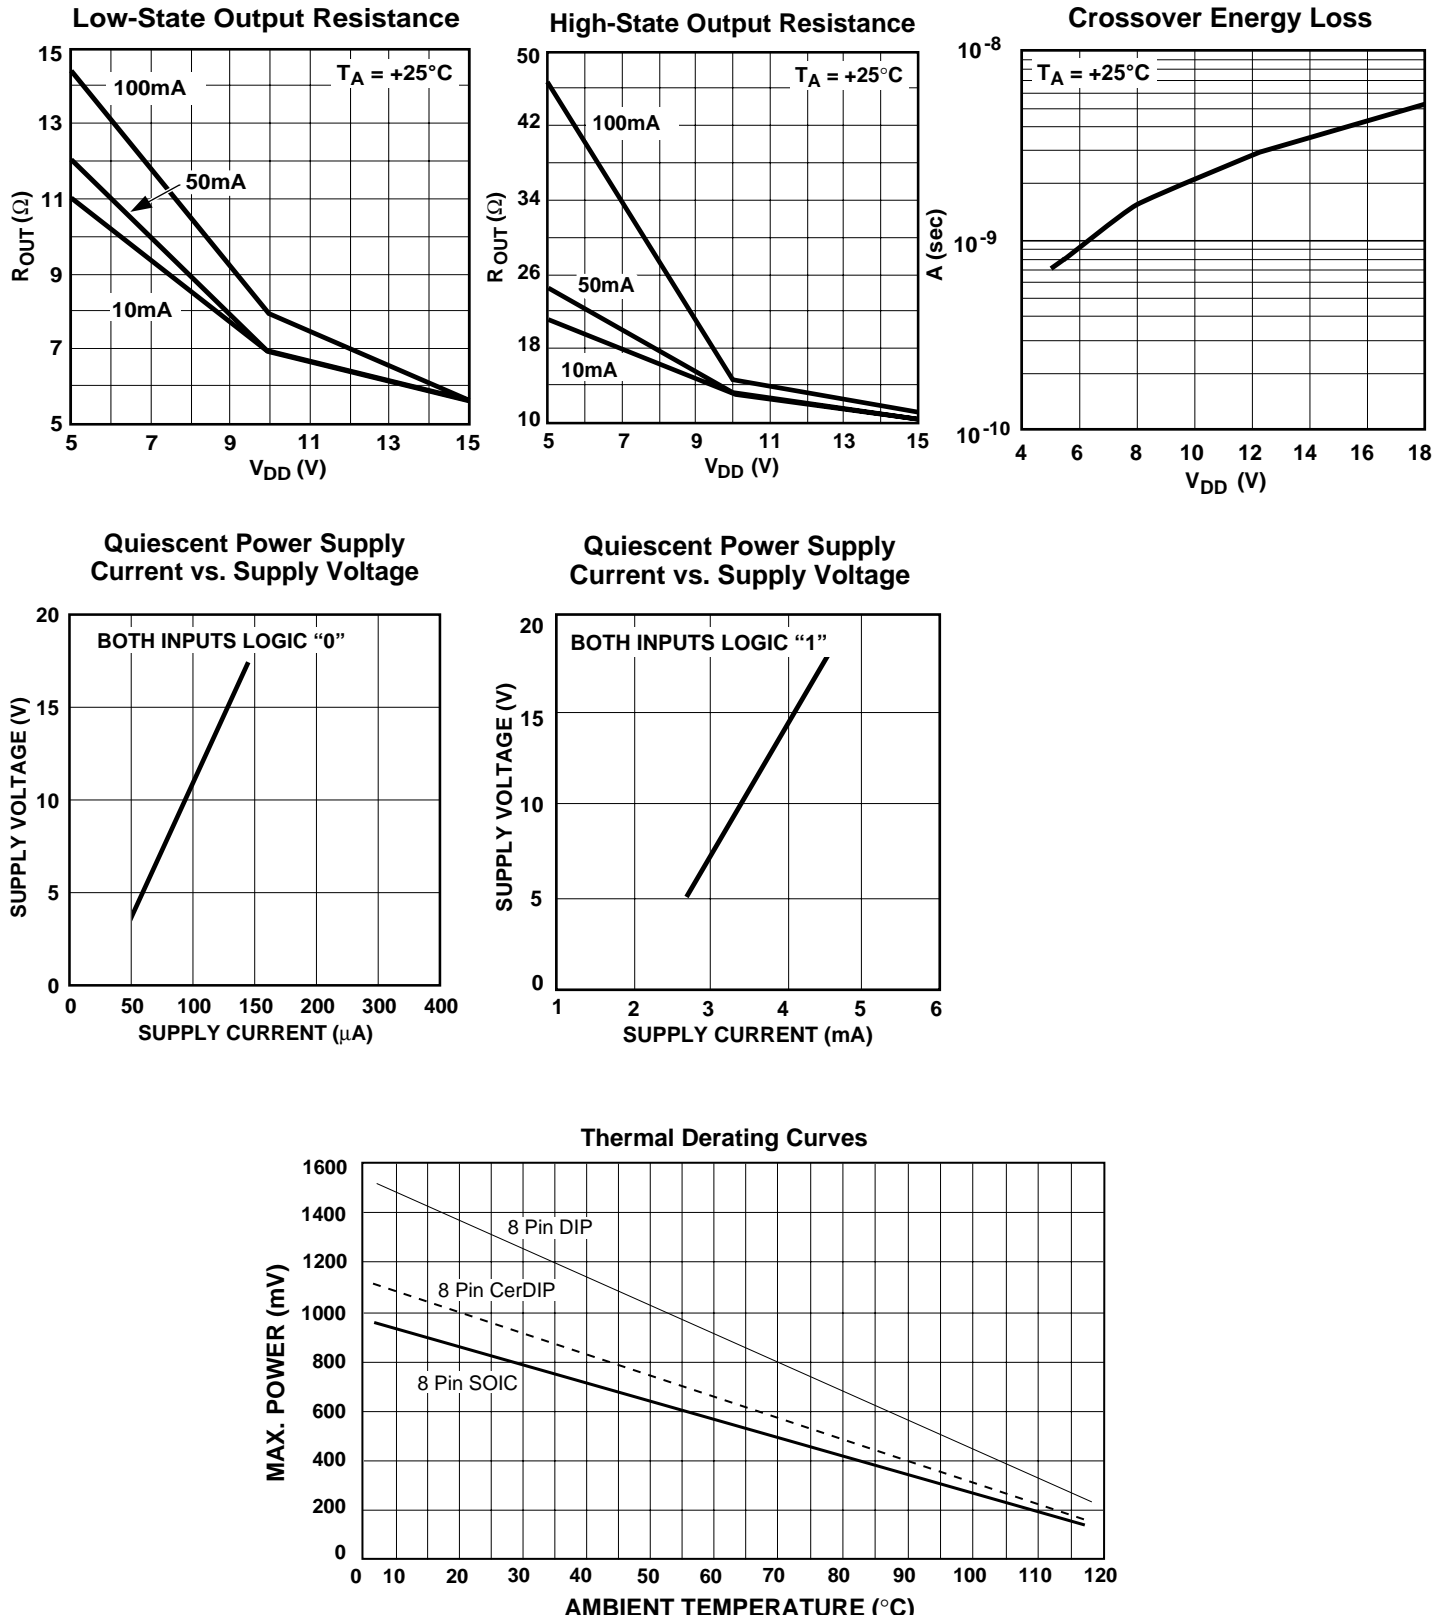 Low-State Output Resistance
15
13
11
9
7
5
ROUT (Ω)
TA = +25°C
100mA
50mA
10mA
5 7 9 11 13 15
VDD (V)
High-State Output Resistance
50
42
34
26
18
10
ROUT (Ω)
TA = +25°C
100mA
50mA
10mA
5 7 9 11 13 15
VDD (V)
Crossover Energy Loss
10-8
10-9
10-10
A (sec)
TA = +25°C
4 6 8 10 12 14 16 18
VDD (V)
Quiescent Power Supply
Current vs. Supply Voltage
20
15
10
5
0
SUPPLY VOLTAGE (V)
BOTH INPUTS LOGIC “0”
0 50 100 150 200 300 400
SUPPLY CURRENT (μA)
Quiescent Power Supply
Current vs. Supply Voltage
20
15
10
5
0
SUPPLY VOLTAGE (V)
BOTH INPUTS LOGIC “1”
1 2 3 4 5 6
SUPPLY CURRENT (mA)
Thermal Derating Curves
1600
1400
1200
1000
800
600
400
200
0
MAX. POWER (mV)
8 Pin DIP
8 Pin CerDIP
8 Pin SOIC
0 10 20 30 40 50 60 70 80 90 100 110 120
AMBIENT TEMPERATURE (°C)